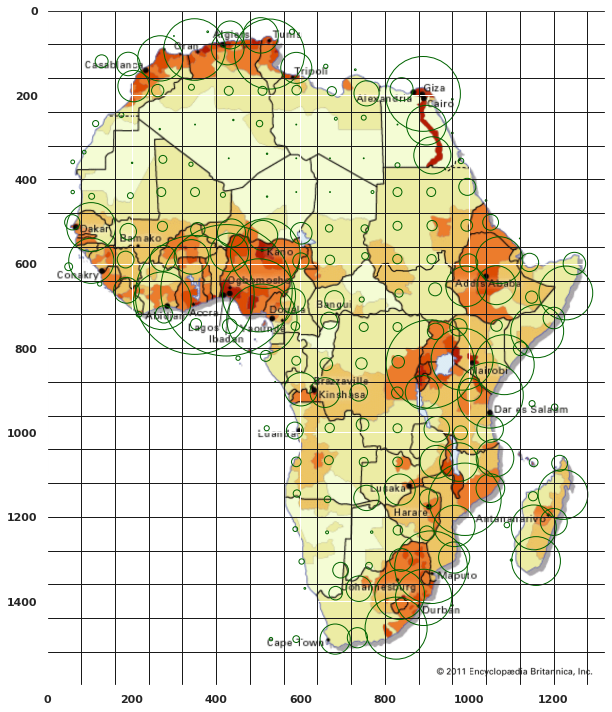 0
200
400
600
800
1000
1200
1400
Algiers
Tunis
Oran
Casablanca
Tripoli
Giza
Alexandria
Cairo
Dakar
Bamako
Kano
Conakry
Ogbomosho
Addis Ababa
Abidjan
Accra
Douala
Bangui
Lagos
Yaounde
Ibadan
Nairobi
Brazzaville
Kinshasa
Dar es Salaam
Luanda
Lusaka
Harare
Antananarivo
Maputo
Johannesburg
Durban
Cape Town
© 2011 Encyclopædia Britannica, Inc.
0 200 400 600 800 1000 1200